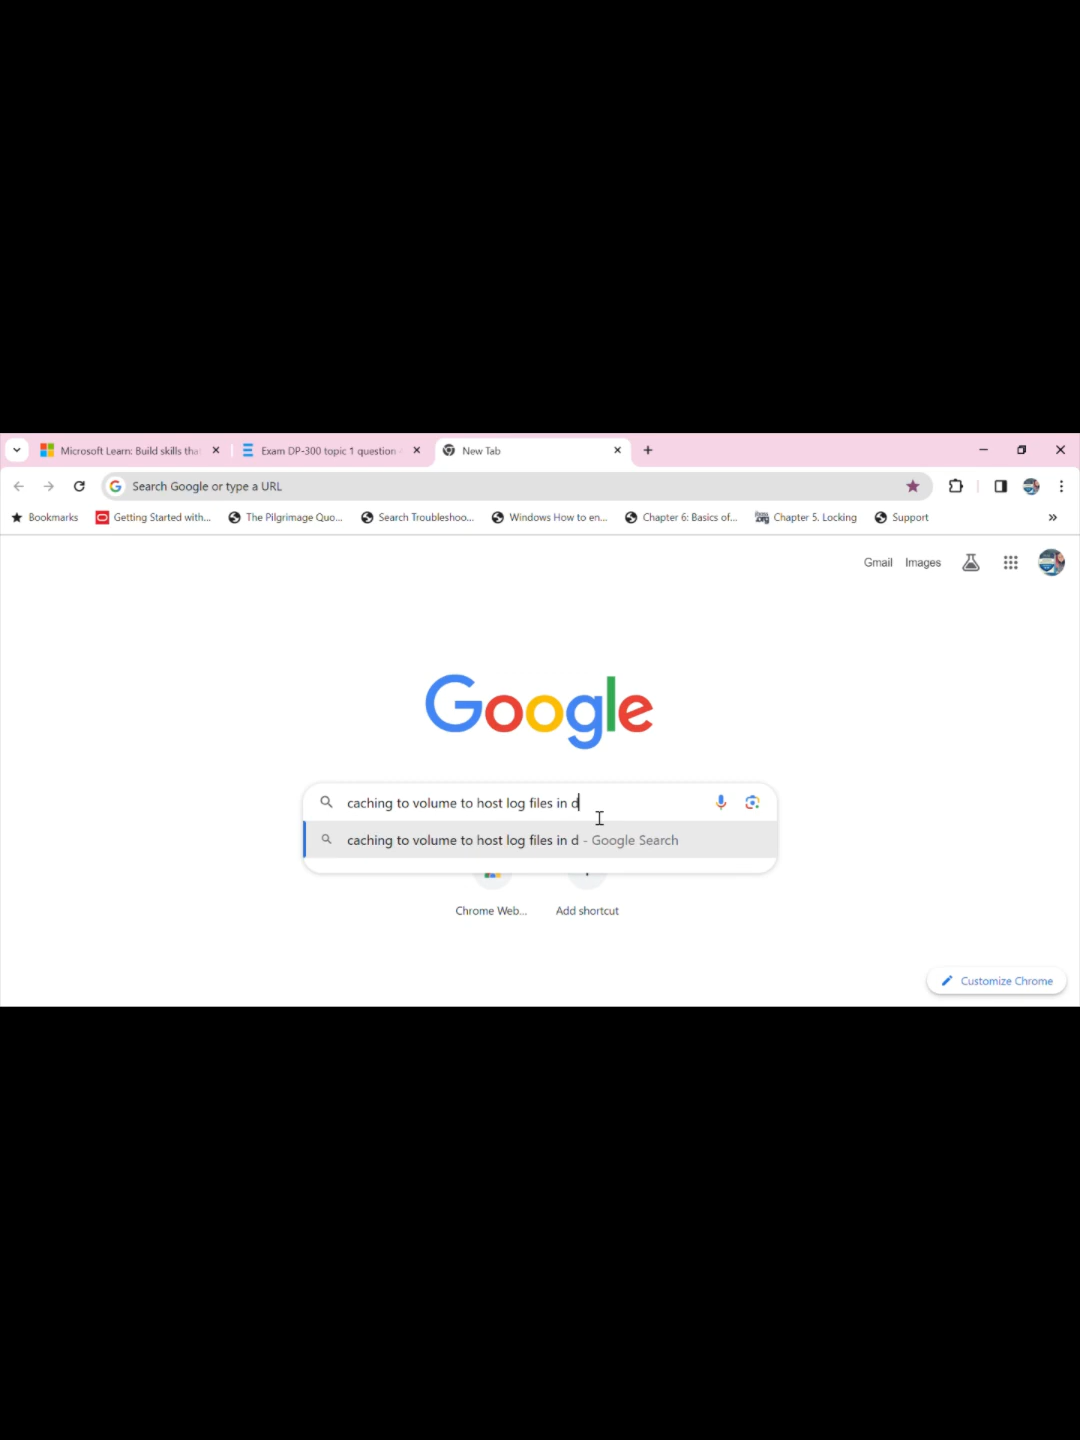 Microsoft Learn: Build skills tha
Exam DP-300 topic 1 question
New Tab
Search Google or type a URL
Bookmarks
Getting Started with...
The Pilgrimage Quo...
Search Troubleshoo...
Windows How to en...
Chapter 6: Basics of...
Chapter 5. Locking
Support
Gmail
Images
Google
caching to volume to host log files in d
caching to volume to host log files in d - Google Search
Chrome Web...
Add shortcut
Customize Chrome